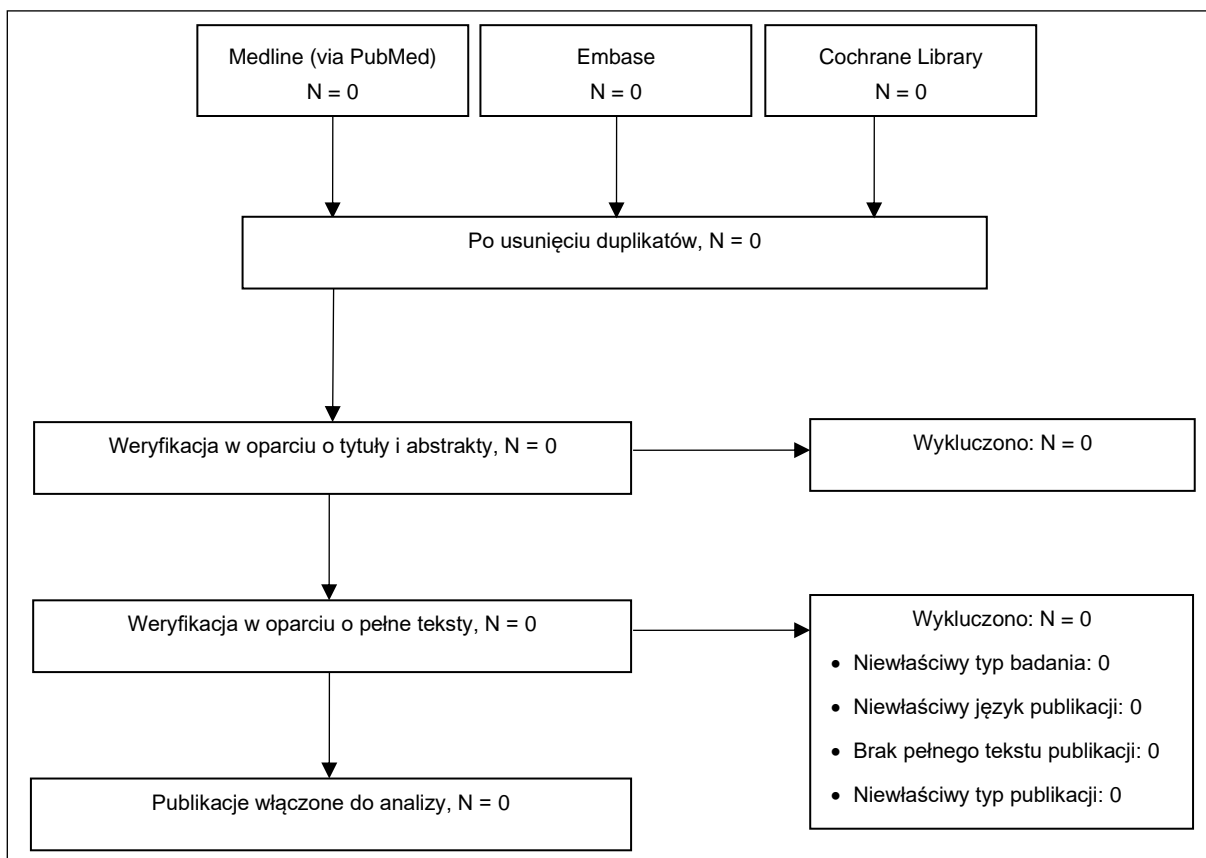 Medline (via PubMed)
N = 0
Embase
N = 0
Cochrane Library
N = 0
Po usunięciu duplikatów, N = 0
Weryfikacja w oparciu o tytuły i abstrakty, N = 0
Wykluczono: N = 0
Weryfikacja w oparciu o pełne teksty, N = 0
Wykluczono: N = 0
• Niewłaściwy typ badania: 0
• Niewłaściwy język publikacji: 0
• Brak pełnego tekstu publikacji: 0
• Niewłaściwy typ publikacji: 0
Publikacje włączone do analizy, N = 0